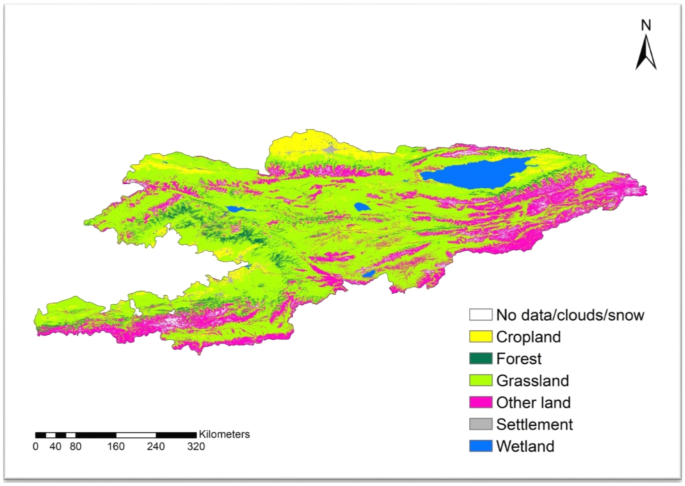 N
No data/clouds/snow
Cropland
Forest
Grassland
Other land
Settlement
Wetland
Kilometers
0 40 80 160 240 320